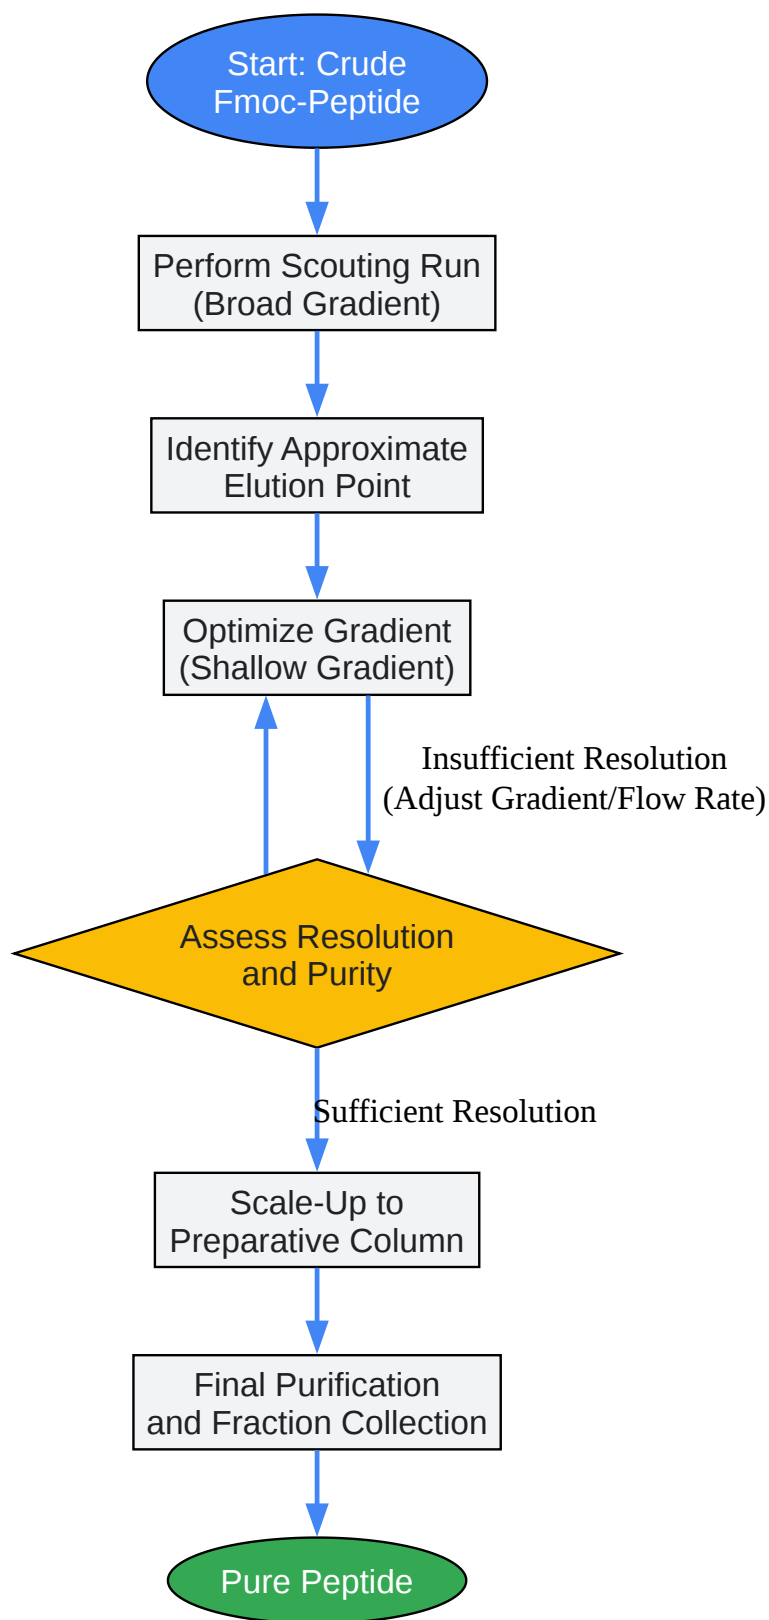 Start: Crude
Fmoc-Peptide
Perform Scouting Run
(Broad Gradient)
Identify Approximate
Elution Point
Optimize Gradient
(Shallow Gradient)
Insufficient Resolution
(Adjust Gradient/Flow Rate)
Assess Resolution
and Purity
Sufficient Resolution
Scale-Up to
Preparative Column
Final Purification
and Fraction Collection
Pure Peptide